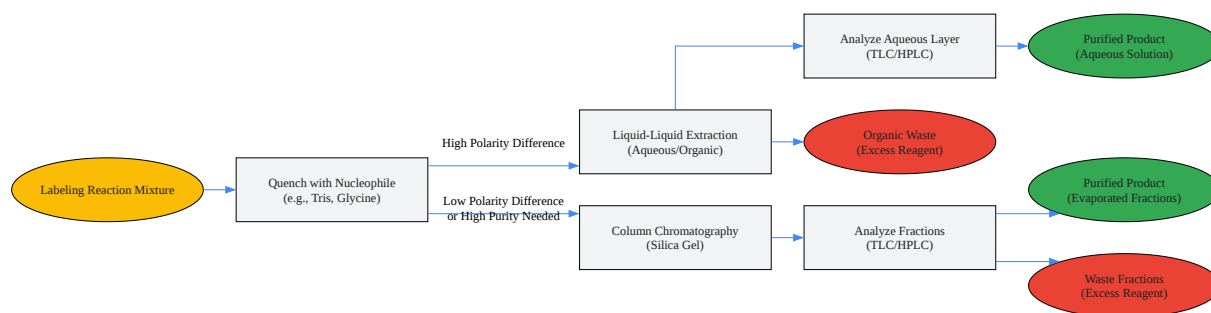 Labeling Reaction Mixture
Quench with Nucleophile
(e.g., Tris, Glycine)
High Polarity Difference
Low Polarity Difference
or High Purity Needed
Liquid-Liquid Extraction
(Aqueous/Organic)
Column Chromatography
(Silica Gel)
Analyze Aqueous Layer
(TLC/HPLC)
Organic Waste
(Excess Reagent)
Analyze Fractions
(TLC/HPLC)
Purified Product
(Aqueous Solution)
Purified Product
(Evaporated Fractions)
Waste Fractions
(Excess Reagent)